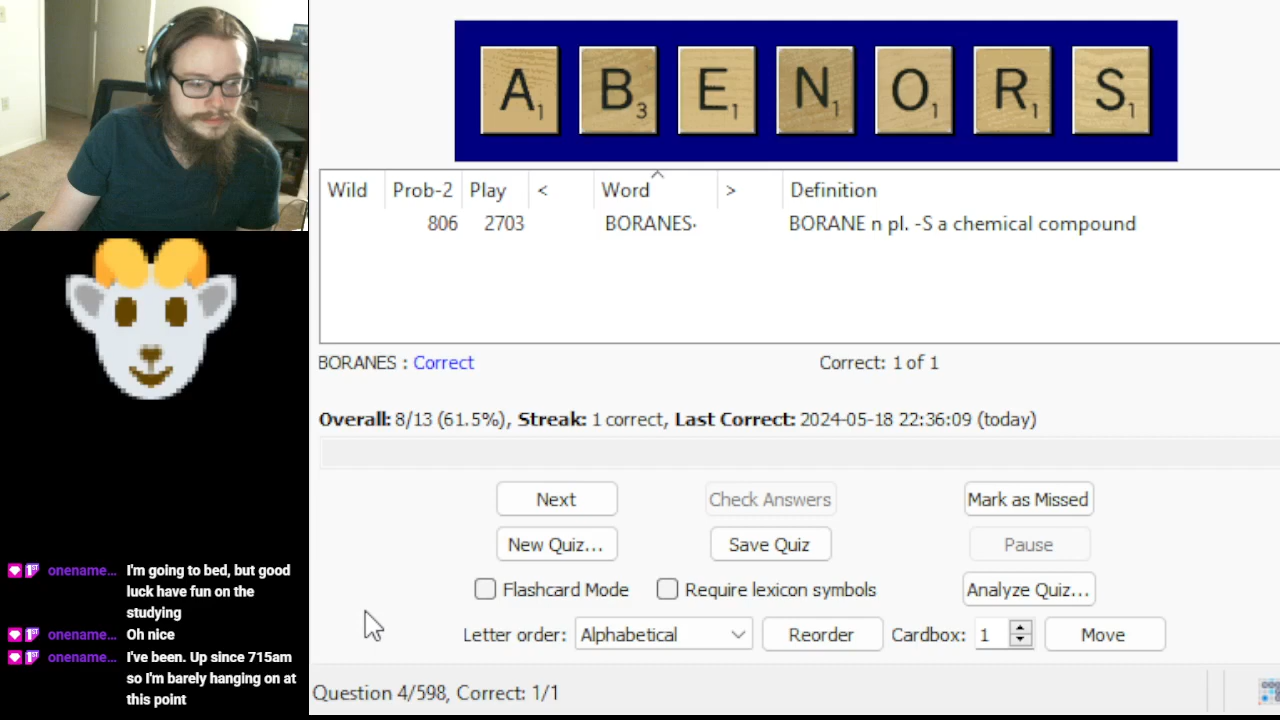 A1 B3 E1 N1 O1 R1 S1
Wild Prob-2 Play < Word > Definition
806 2703 BORANES· BORANE n pl. -S a chemical compound
BORANES : Correct Correct: 1 of 1
Overall: 8/13 (61.5%), Streak: 1 correct, Last Correct: 2024-05-18 22:36:09 (today)
Next Check Answers Mark as Missed
New Quiz... Save Quiz Pause
Flashcard Mode Require lexicon symbols Analyze Quiz...
Letter order: Alphabetical Reorder Cardbox: 1 Move
Question 4/598, Correct: 1/1
onename... I'm going to bed, but good
luck have fun on the
studying
onename... Oh nice
onename... I've been. Up since 715am
so I'm barely hanging on at
this point